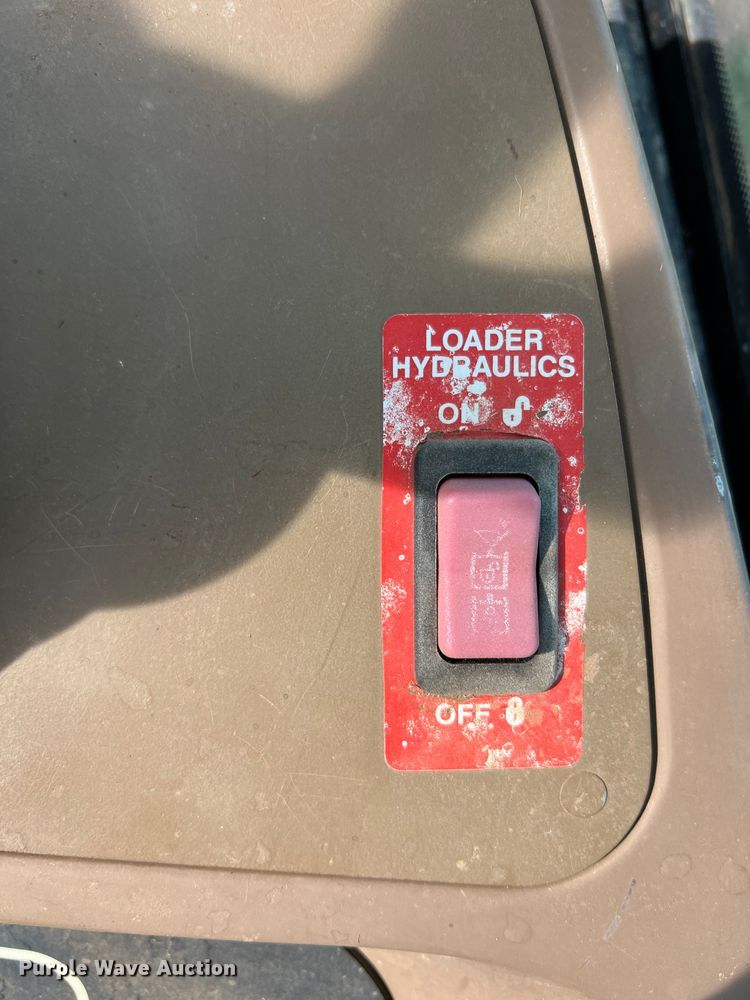 LOADER
HYDRAULICS
ON
OFF
Purple Wave Auction